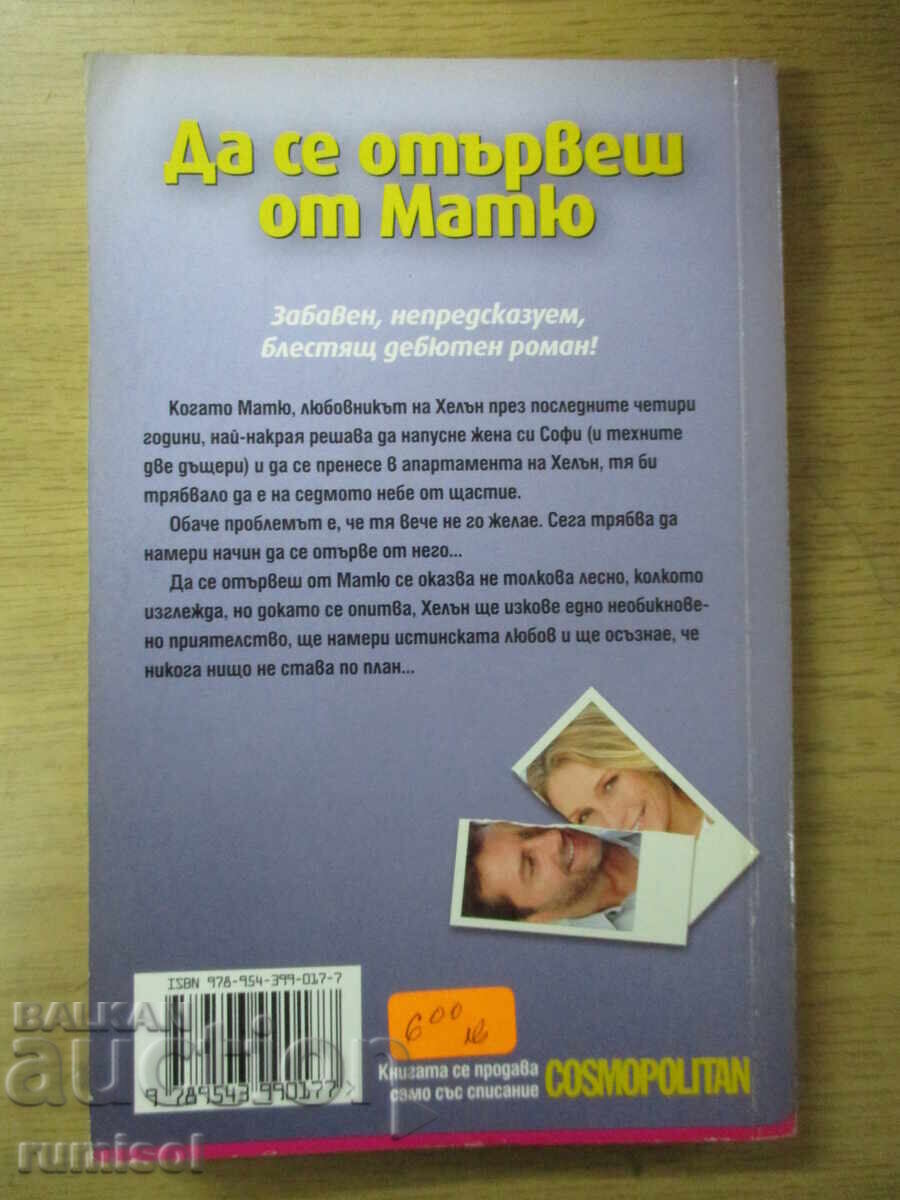 Да се отървеш
от Матю
Забавен, непредсказуем,
блестящ дебютен роман!
Когато Матю, любовникът на Хелън през последните четири
години, най-накрая решава да напусне жена си Софи (и техните
две дъщери) и да се пренесе в апартамента на Хелън, тя би
трябвало да е на седмото небе от щастие.
Обаче проблемът е, че тя вече не го желае. Сега трябва да
намери начин да се отърве от него...
Да се отървеш от Матю се оказва не толкова лесно, колкото
изглежда, но докато се опитва, Хелън ще изкове едно необикнове-
но приятелство, ще намери истинската любов и ще осъзнае, че
никога нищо не става по план...
ISBN 978-954-399-017-7
9 789543 990177 >
6 00
лв
Книгата се продава
само със списание COSMOPOLITAN
BALKAN
auction
rumisol